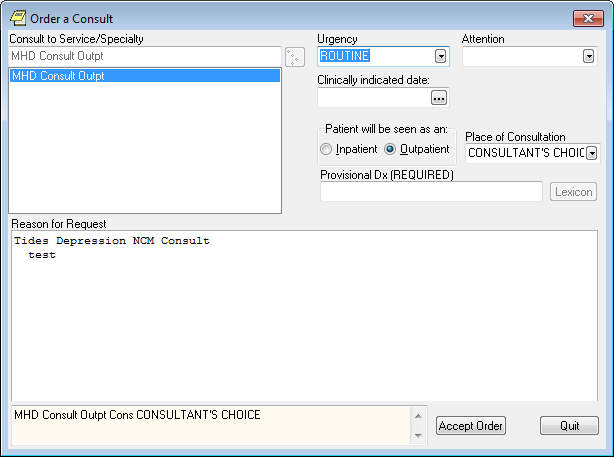 Order a Consult
Consult to Service/Specialty
MHD Consult Outpt
MHD Consult Outpt
Urgency
ROUTINE
Attention
Clinically indicated date:
...
Patient will be seen as an:
Inpatient
Outpatient
Place of Consultation
CONSULTANT'S CHOIC
Provisional Dx (REQUIRED)
Lexicon
Reason for Request
Tides Depression NCM Consult
test
MHD Consult Outpt Cons CONSULTANT'S CHOICE
Accept Order
Quit